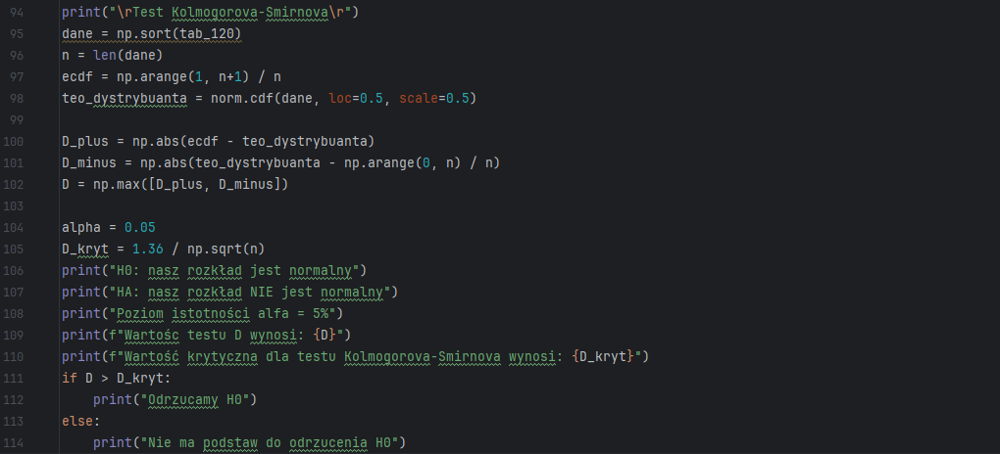 94 print("\rTest Kolmogorova-Smirnova\r")
95 dane = np.sort(tab_120)
96 n = len(dane)
97 ecdf = np.arange(1, n+1) / n
98 teo_dystrybuanta = norm.cdf(dane, loc=0.5, scale=0.5)
99
100 D_plus = np.abs(ecdf - teo_dystrybuanta)
101 D_minus = np.abs(teo_dystrybuanta - np.arange(0, n) / n)
102 D = np.max([D_plus, D_minus])
103
104 alpha = 0.05
105 D_kryt = 1.36 / np.sqrt(n)
106 print("H0: nasz rozkład jest normalny")
107 print("HA: nasz rozkład NIE jest normalny")
108 print("Poziom istotności alfa = 5%")
109 print(f"Wartośc testu D wynosi: {D}")
110 print(f"Wartość krytyczna dla testu Kolmogorova-Smirnova wynosi: {D_kryt}")
111 if D > D_kryt:
112     print("Odrzucamy H0")
113 else:
114     print("Nie ma podstaw do odrzucenia H0")